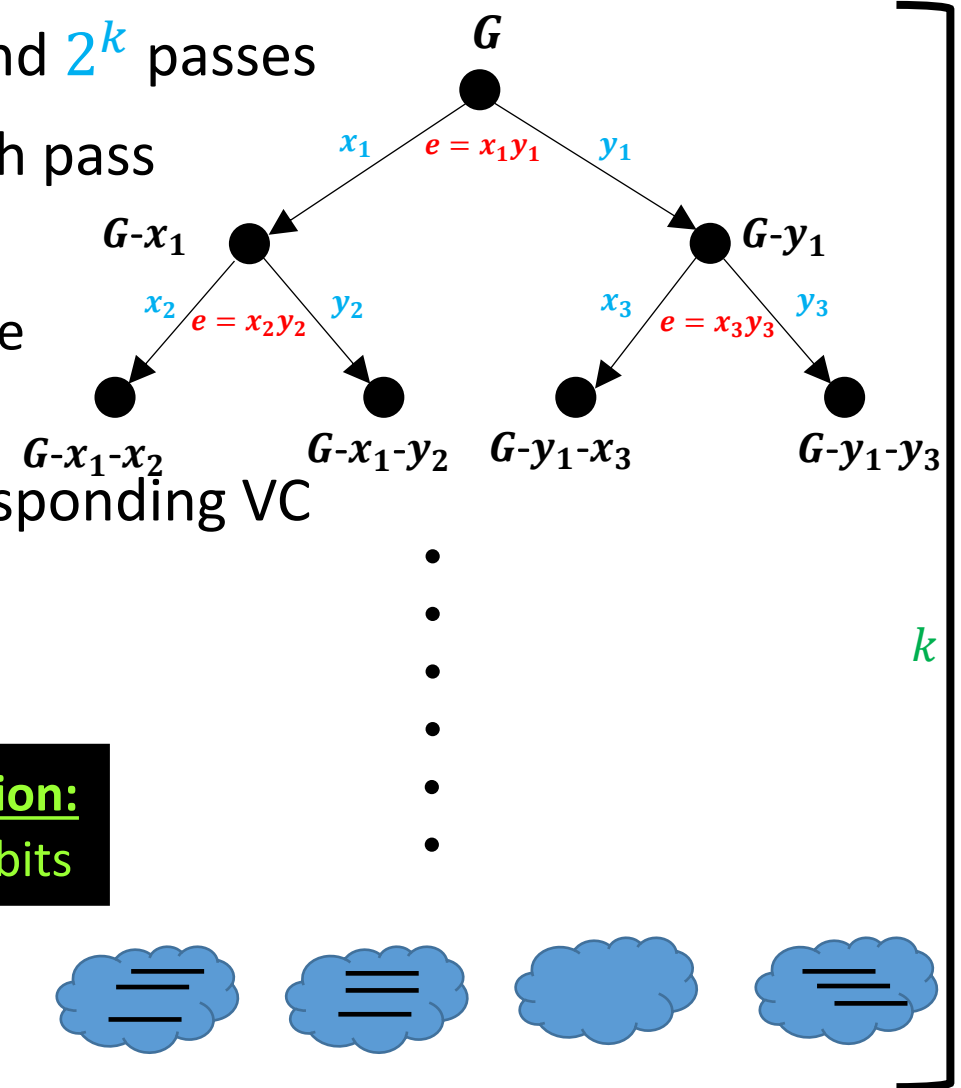 nd 2^k passes
G
h pass
x₁ e = x₁y₁ y₁
G-x₁ G-y₁
x₂ e = x₂y₂ y₂ x₃ e = x₃y₃ y₃
e
G-x₁-x₂ G-x₁-y₂ G-y₁-x₃ G-y₁-y₃
sponding VC
k
ion:
bits